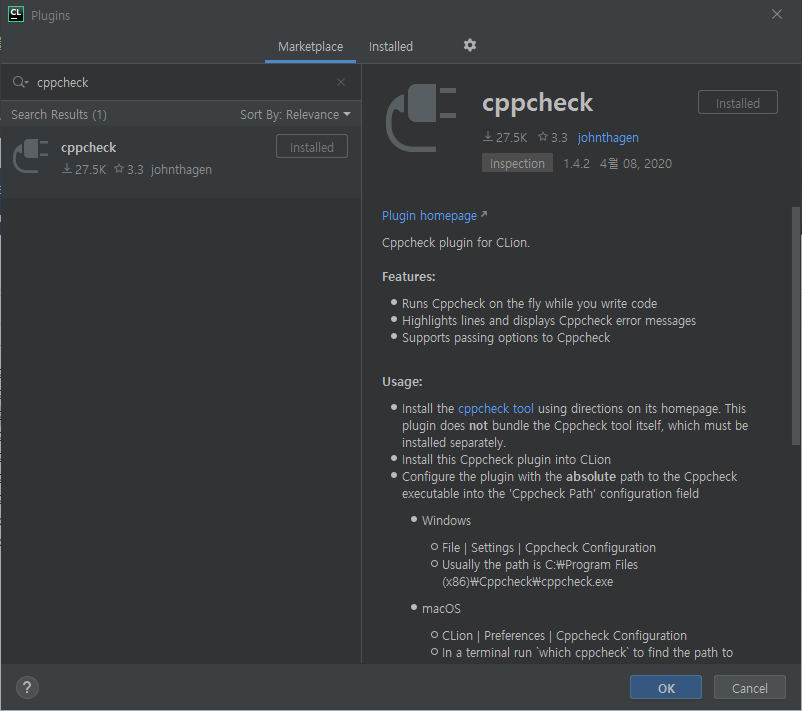 CL
Plugins
Marketplace
Installed
cppcheck
Search Results (1)
Sort By: Relevance
cppcheck
27.5K
3.3
johnthagen
Installed
cppcheck
Installed
27.5K
3.3
johnthagen
Inspection
1.4.2
4월 08, 2020
Plugin homepage
Cppcheck plugin for CLion.
Features:
Runs Cppcheck on the fly while you write code
Highlights lines and displays Cppcheck error messages
Supports passing options to Cppcheck
Usage:
Install the cppcheck tool using directions on its homepage. This
plugin does not bundle the Cppcheck tool itself, which must be
installed separately.
Install this Cppcheck plugin into CLion
Configure the plugin with the absolute path to the Cppcheck
executable into the 'Cppcheck Path' configuration field
Windows
File | Settings | Cppcheck Configuration
Usually the path is C:₩Program Files
(x86)₩Cppcheck₩cppcheck.exe
macOS
CLion | Preferences | Cppcheck Configuration
In a terminal run `which cppcheck` to find the path to
?
OK
Cancel